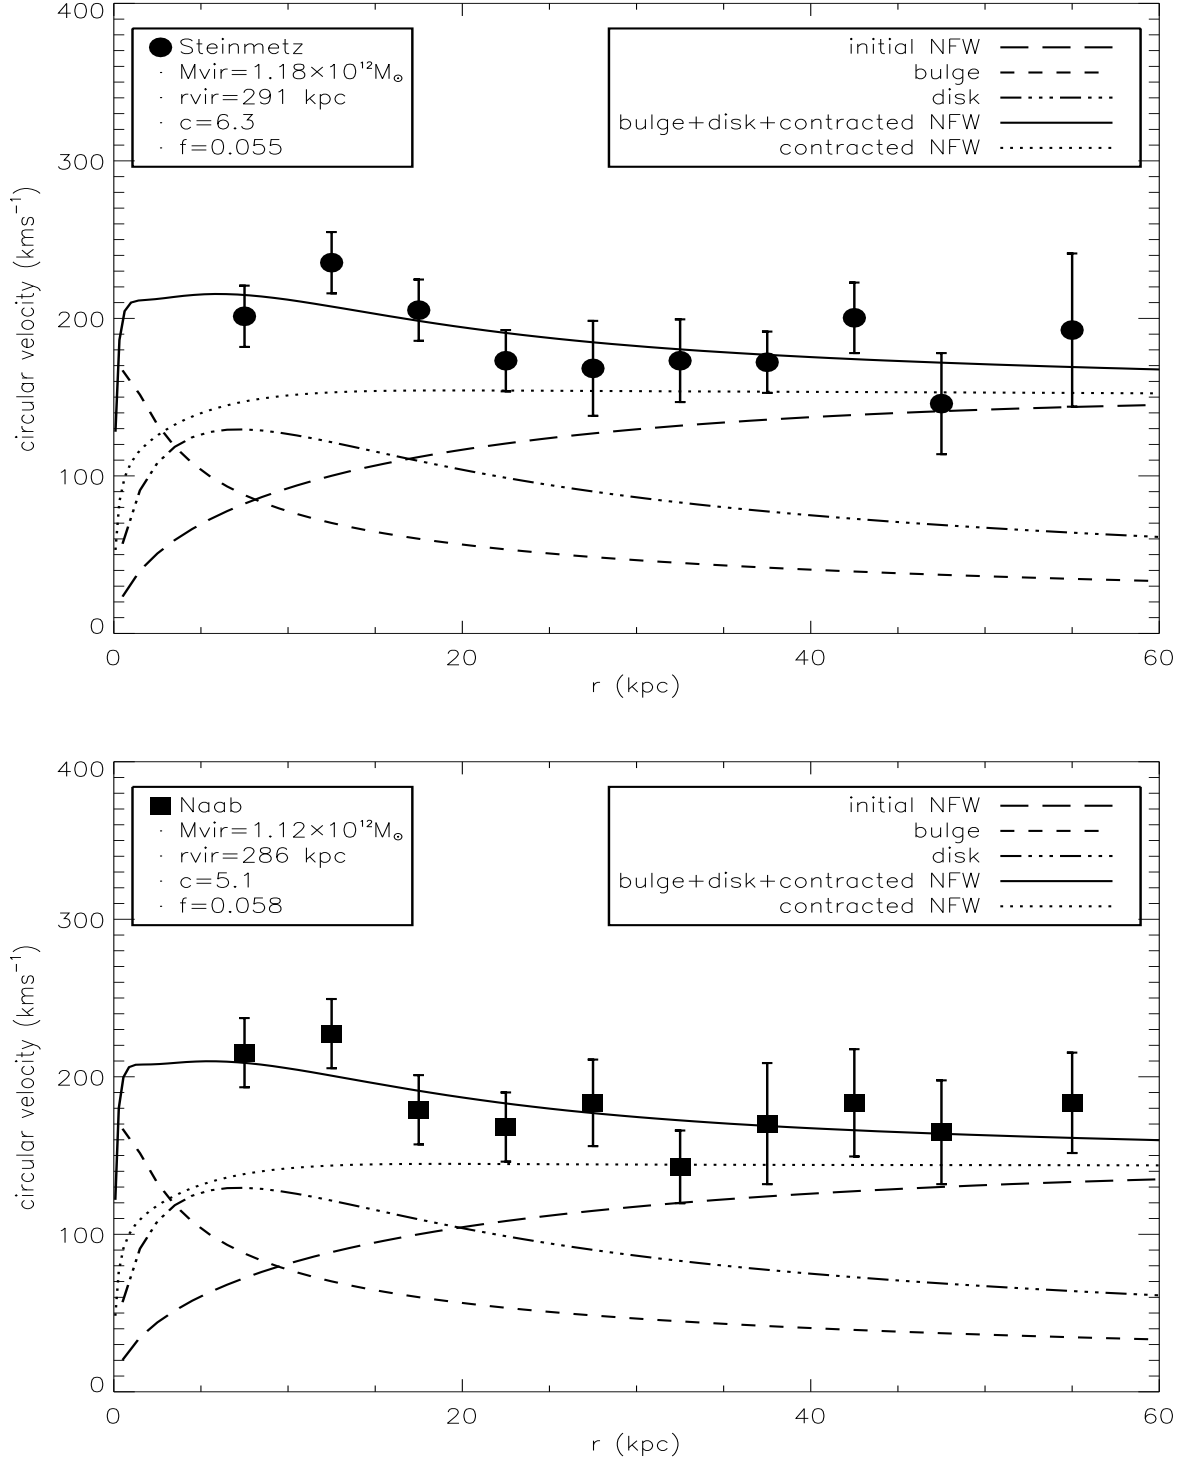 400
300
200
100
0
circular velocity (kms⁻¹)
Steinmetz
Mvir=1.18×10¹²M⊙
rvir=291 kpc
c=6.3
f=0.055
initial NFW
bulge
disk
bulge+disk+contracted NFW
contracted NFW
0 20 40 60
r (kpc)
400
300
200
100
0
circular velocity (kms⁻¹)
Naab
Mvir=1.12×10¹²M⊙
rvir=286 kpc
c=5.1
f=0.058
initial NFW
bulge
disk
bulge+disk+contracted NFW
contracted NFW
0 20 40 60
r (kpc)